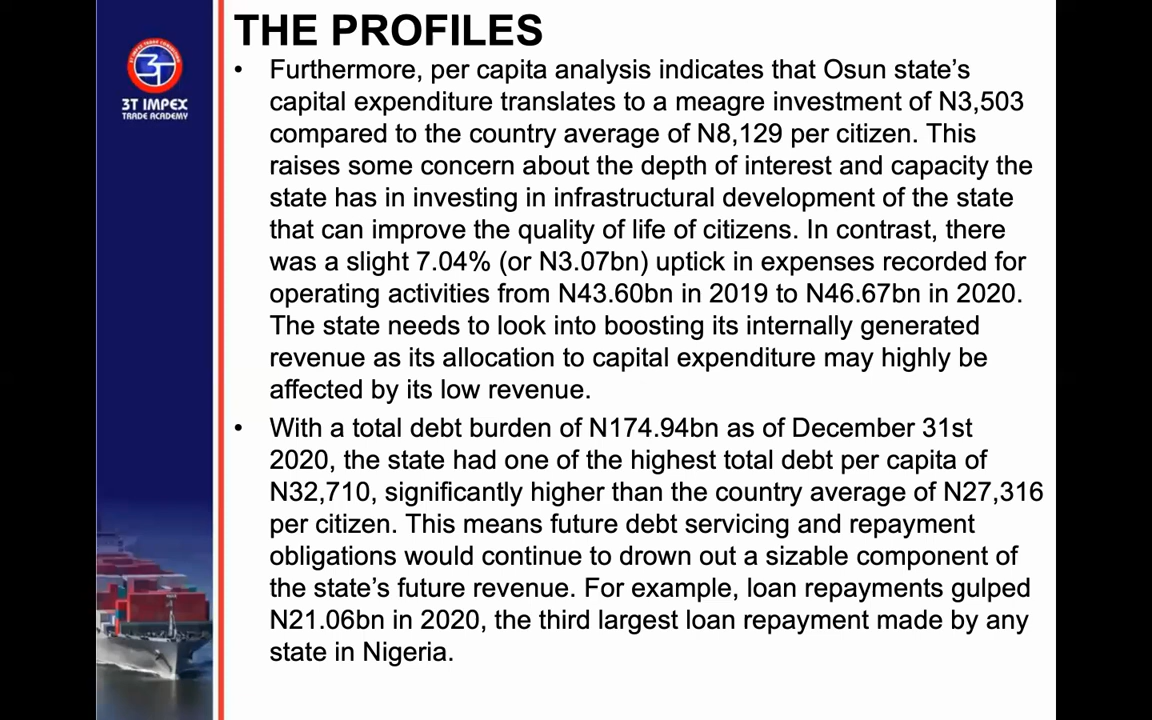 THE PROFILES
3T IMPEX
TRADE ACADEMY
• Furthermore, per capita analysis indicates that Osun state's
capital expenditure translates to a meagre investment of N3,503
compared to the country average of N8,129 per citizen. This
raises some concern about the depth of interest and capacity the
state has in investing in infrastructural development of the state
that can improve the quality of life of citizens. In contrast, there
was a slight 7.04% (or N3.07bn) uptick in expenses recorded for
operating activities from N43.60bn in 2019 to N46.67bn in 2020.
The state needs to look into boosting its internally generated
revenue as its allocation to capital expenditure may highly be
affected by its low revenue.
• With a total debt burden of N174.94bn as of December 31st
2020, the state had one of the highest total debt per capita of
N32,710, significantly higher than the country average of N27,316
per citizen. This means future debt servicing and repayment
obligations would continue to drown out a sizable component of
the state's future revenue. For example, loan repayments gulped
N21.06bn in 2020, the third largest loan repayment made by any
state in Nigeria.